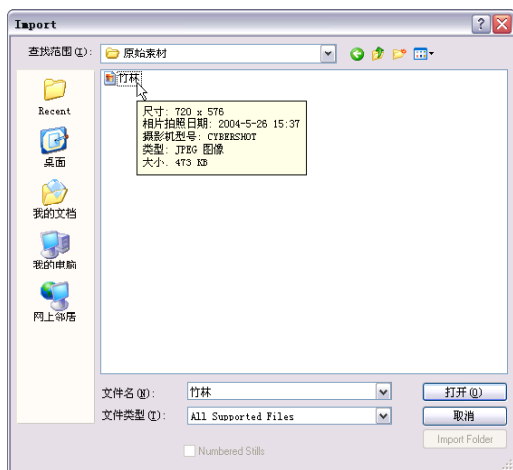 Import
查找范围(I):
原始素材
竹林
尺寸: 720 x 576
相片拍照日期: 2004-5-26 15:37
摄影机型号: CYBERSHOT
类型: JPEG 图像
大小: 473 KB
Recent
桌面
我的文档
我的电脑
网上邻居
文件名(N):
竹林
打开(O)
文件类型(T):
All Supported Files
取消
Numbered Stills
Import Folder